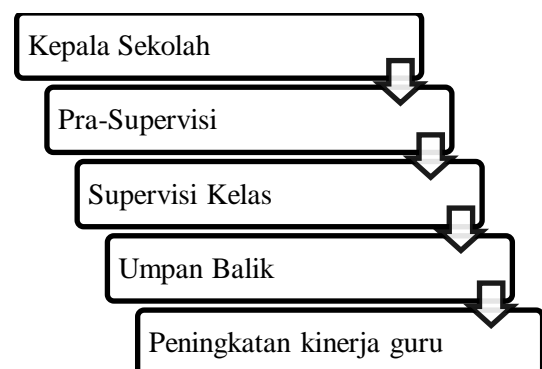 Kepala Sekolah
Pra-Supervisi
Supervisi Kelas
Umpan Balik
Peningkatan kinerja guru